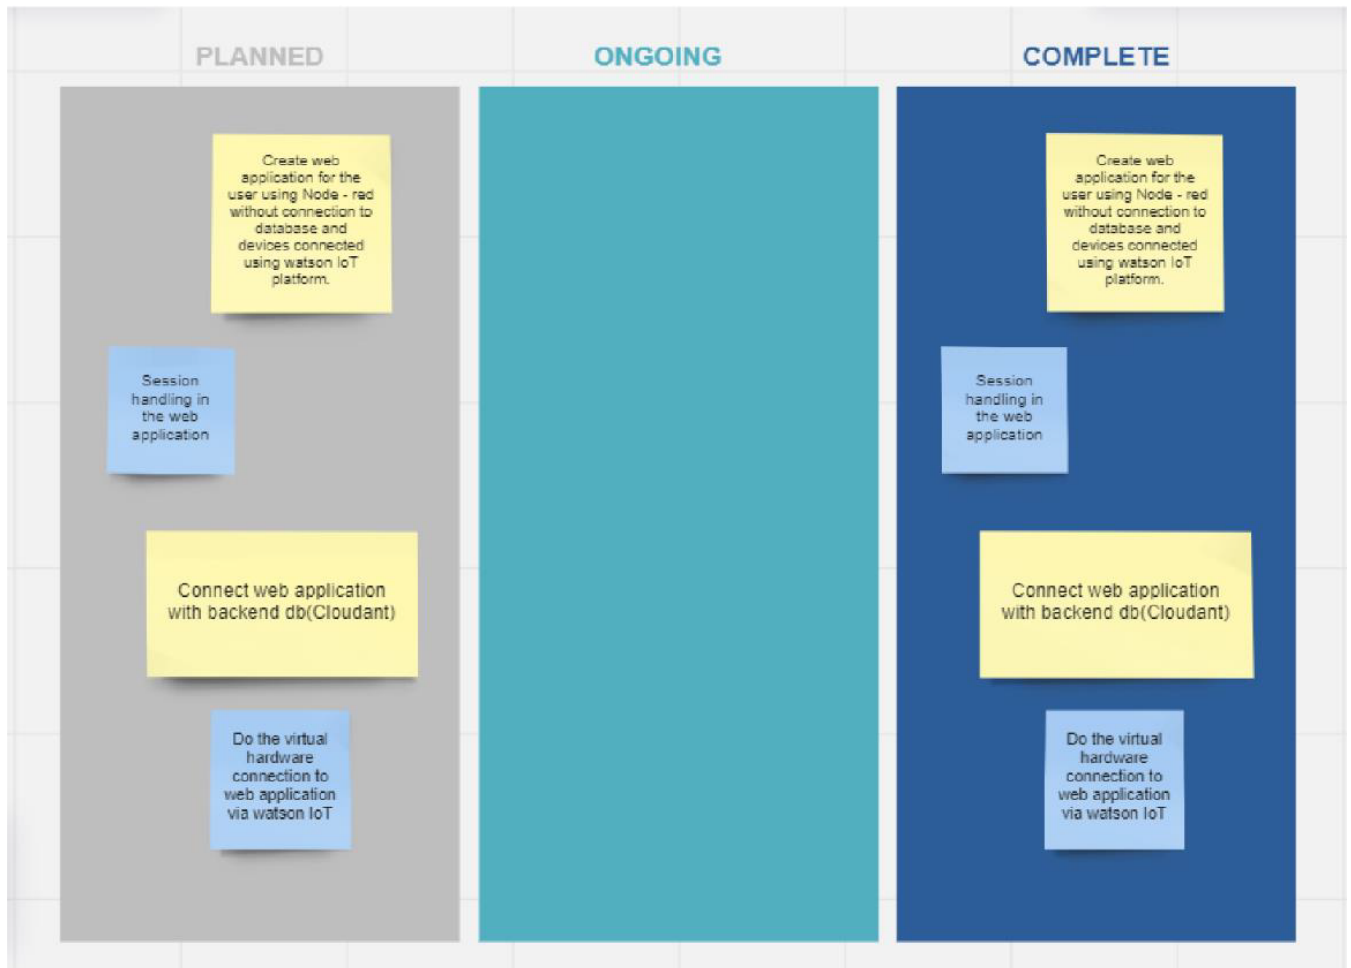 PLANNED
ONGOING
COMPLETE
Create web
application for the
user using Node - red
without connection to
database and
devices connected
using watson IoT
platform.
Session
handling in
the web
application
Connect web application
with backend db(Cloudant)
Do the virtual
hardware
connection to
web application
via watson IoT
Create web
application for the
user using Node - red
without connection to
database and
devices connected
using watson IoT
platform.
Session
handling in
the web
application
Connect web application
with backend db(Cloudant)
Do the virtual
hardware
connection to
web application
via watson IoT